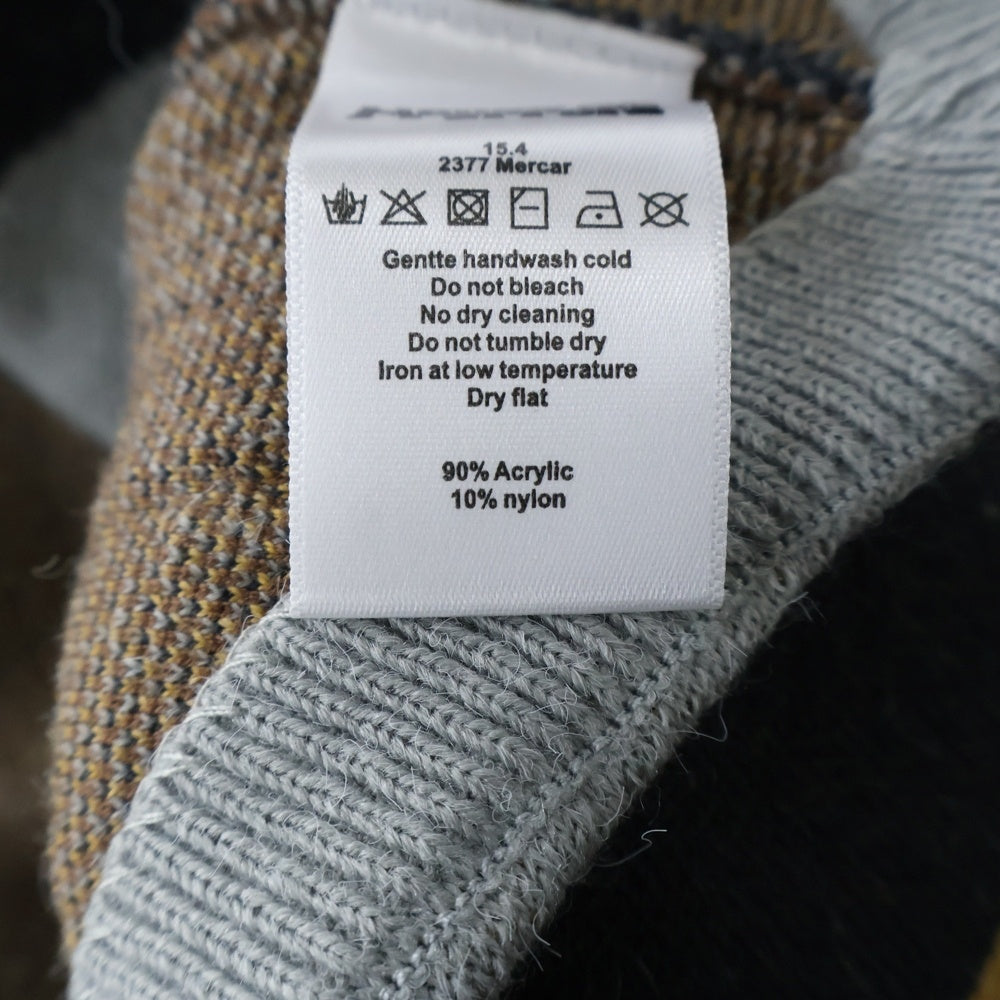 15.4
2377 Mercar
Gentte handwash cold
Do not bleach
No dry cleaning
Do not tumble dry
Iron at low temperature
Dry flat
90% Acrylic
10% nylon